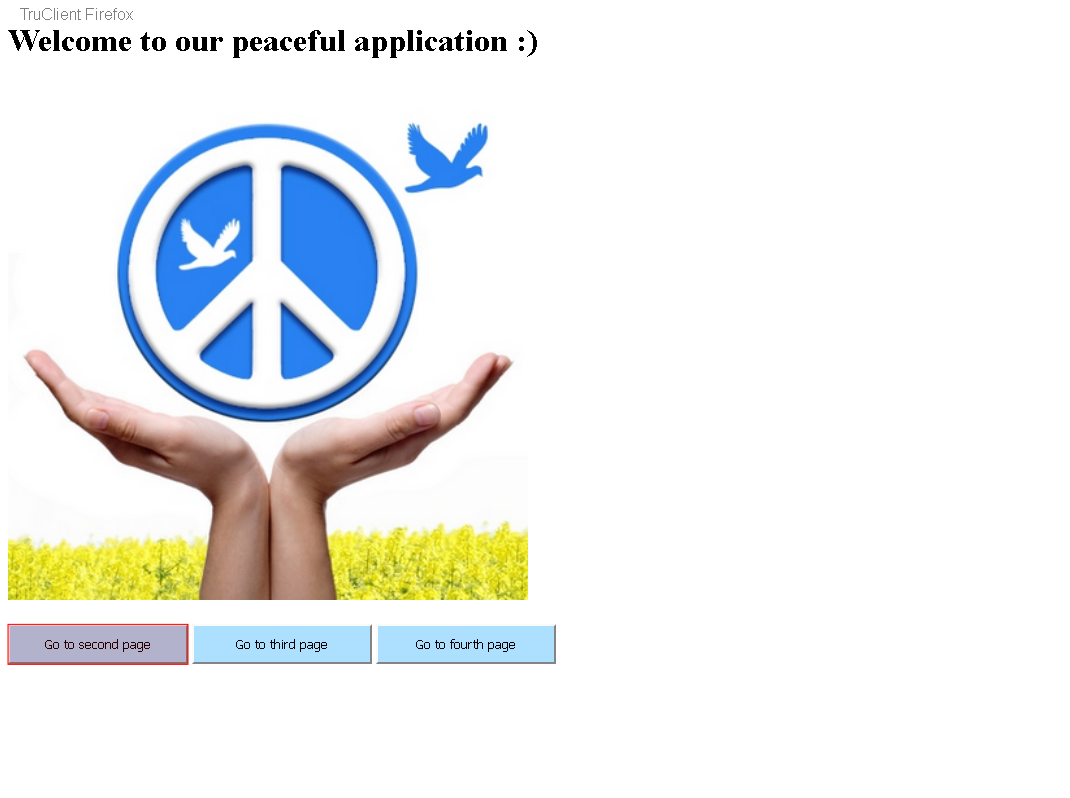 TruClient Firefox
Welcome to our peaceful application :)
Go to second page
Go to third page
Go to fourth page